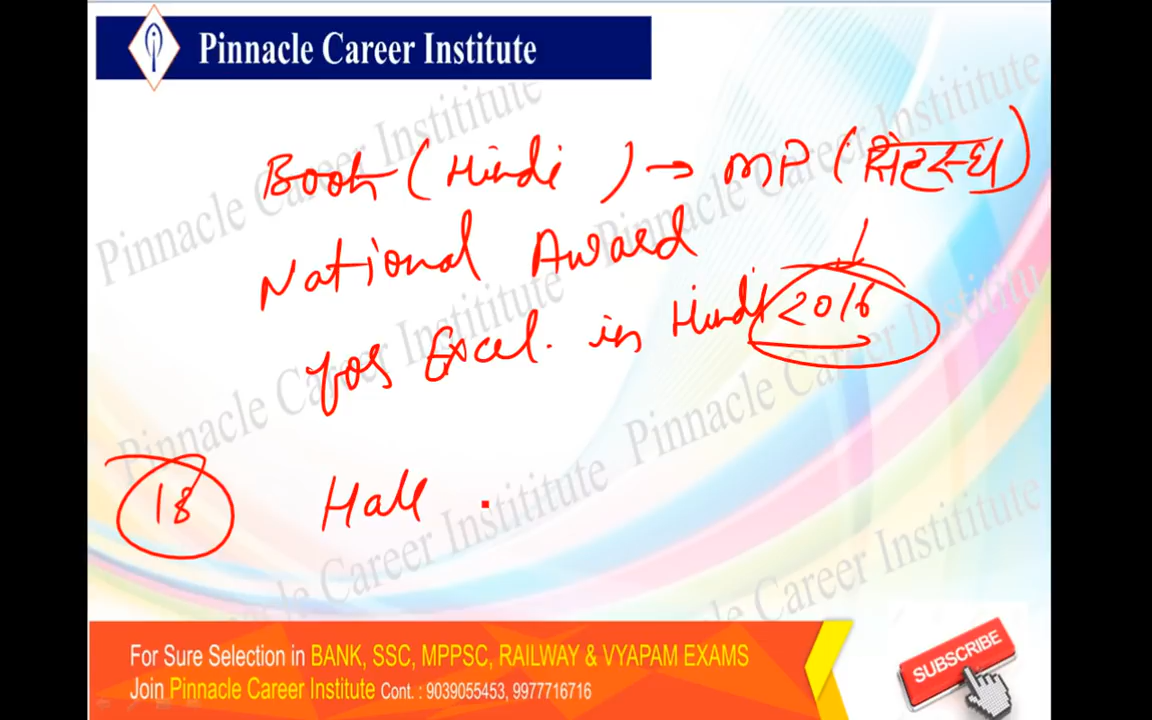 Pinnacle Career Institute
Book (Hindi) → MP (सिंहस्थ)
National Award
for Excel. in Hindi 2016
18 Hall
For Sure Selection in BANK, SSC, MPPSC, RAILWAY & VYAPAM EXAMS
Join Pinnacle Career Institute Cont. : 9039055453, 9977716716
SUBSCRIBE